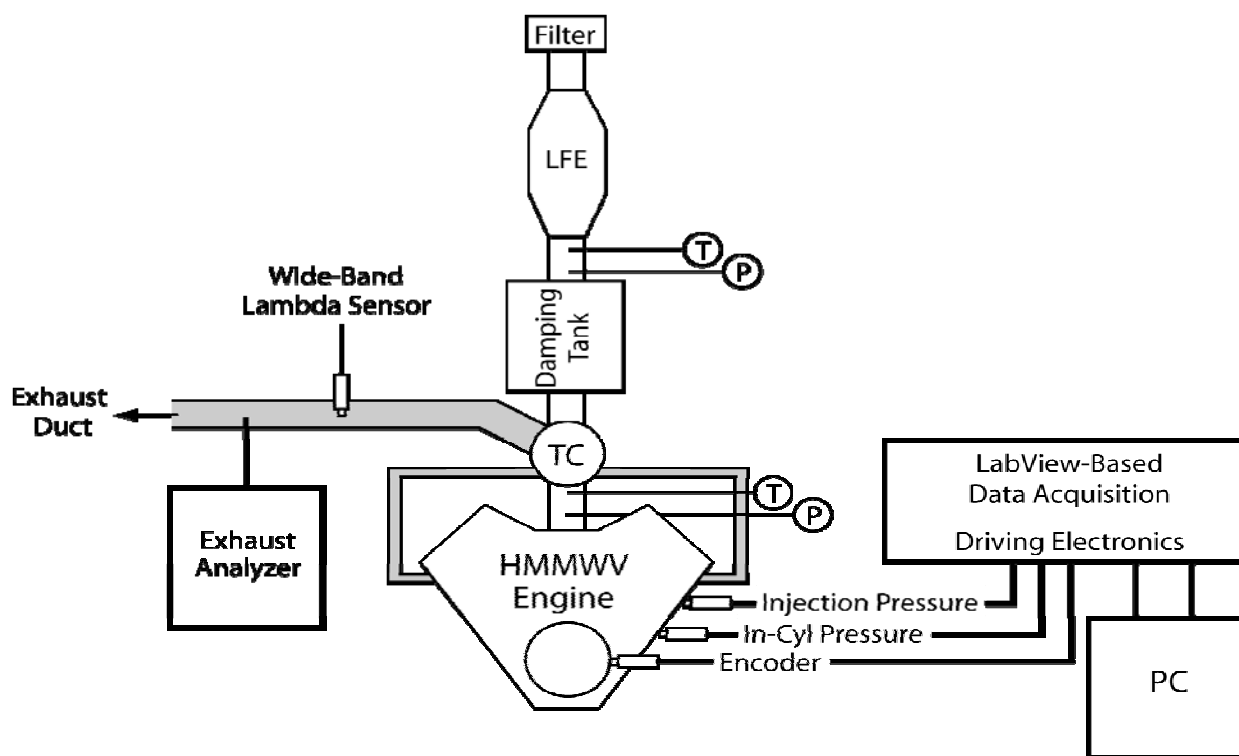 Filter
LFE
T
P
Wide-Band
Lambda Sensor
Damping
Tank
Exhaust
Duct
TC
T
P
LabView-Based
Data Acquisition
Driving Electronics
Exhaust
Analyzer
HMMWV
Engine
Injection Pressure
In-Cyl Pressure
Encoder
PC